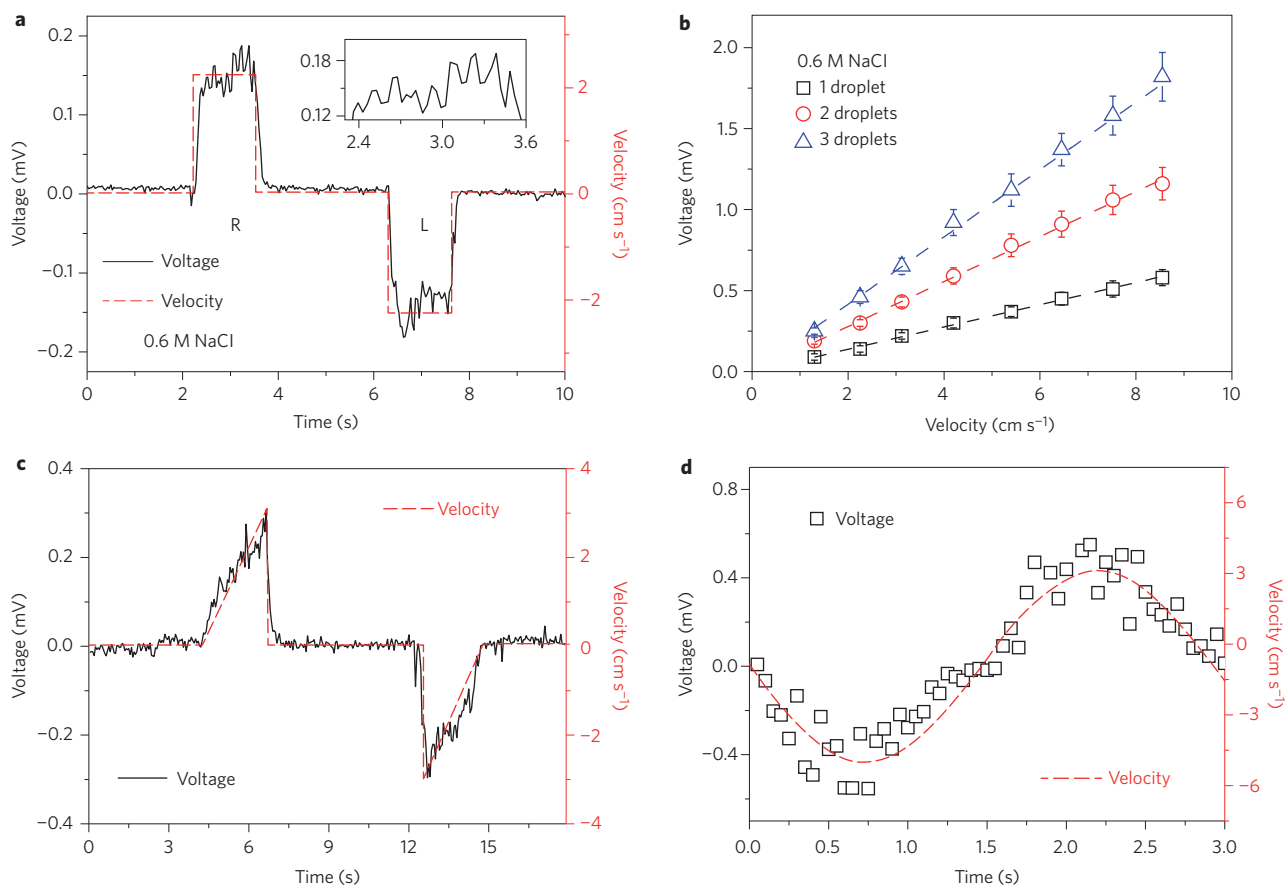 a
0.2
0.1
0.0
−0.1
−0.2
Voltage (mV)
0.18
0.12
2.4 3.0 3.6
R
L
Voltage
Velocity
0.6 M NaCl
2
0
−2
Velocity (cm s⁻¹)
0 2 4 6 8 10
Time (s)
b
2.0
1.5
1.0
0.5
0.0
Voltage (mV)
0.6 M NaCl
1 droplet
2 droplets
3 droplets
0 2 4 6 8 10
Velocity (cm s⁻¹)
c
0.4
0.2
0.0
−0.2
−0.4
Voltage (mV)
Velocity
Voltage
4
2
0
−2
−4
Velocity (cm s⁻¹)
0 3 6 9 12 15
Time (s)
d
0.8
0.4
0.0
−0.4
Voltage (mV)
Voltage
Velocity
6
3
0
−3
−6
Velocity (cm s⁻¹)
0.0 0.5 1.0 1.5 2.0 2.5 3.0
Time (s)